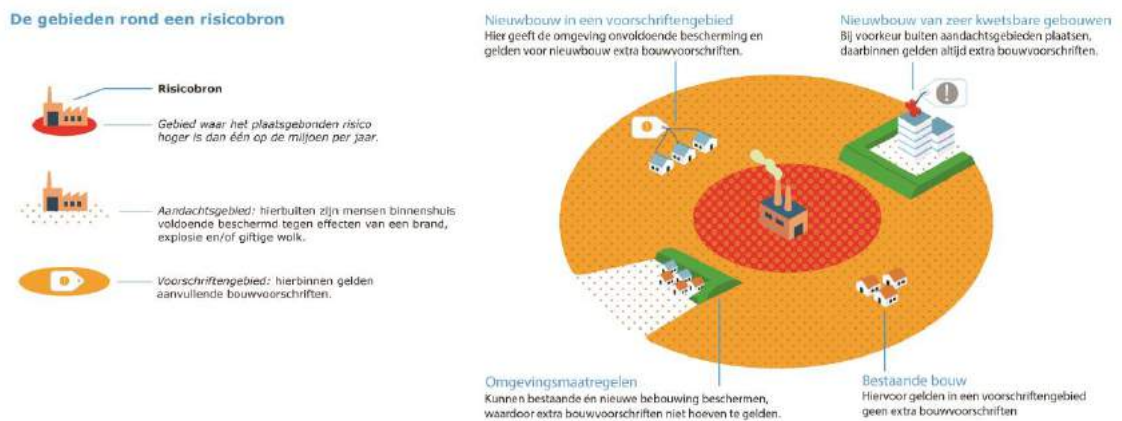 De gebieden rond een risicobron
Risicobron
Gebied waar het plaatsgebonden risico
hoger is dan één op de miljoen per jaar.
Aandachtsgebied: hierbuiten zijn mensen binnenshuis
voldoende beschermd tegen effecten van een brand,
explosie en/of giftige wolk.
Voorschriftengebied: hierbinnen gelden
aanvullende bouwvoorschriften.
Nieuwbouw in een voorschriftengebied
Hier geeft de omgeving onvoldoende bescherming en
gelden voor nieuwbouw extra bouwvoorschriften.
Nieuwbouw van zeer kwetsbare gebouwen
Bij voorkeur buiten aandachtsgebieden plaatsen,
daarbinnen gelden altijd extra bouwvoorschriften.
Omgevingsmaatregelen
Kunnen bestaande én nieuwe bebouwing beschermen,
waardoor extra bouwvoorschriften niet hoeven te gelden.
Bestaande bouw
Hiervoor gelden in een voorschriftengebied
geen extra bouwvoorschriften